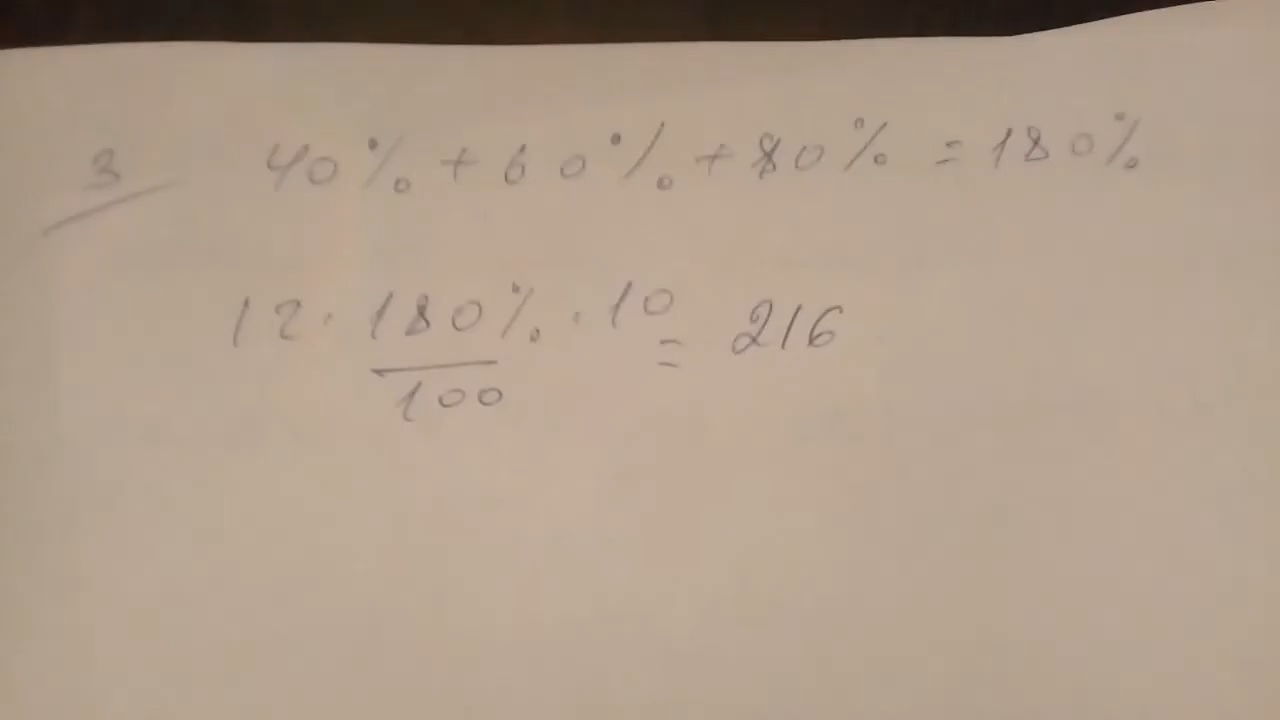 3 40% + 60% + 80% = 180%
12 · 180% · 10 = 216
100